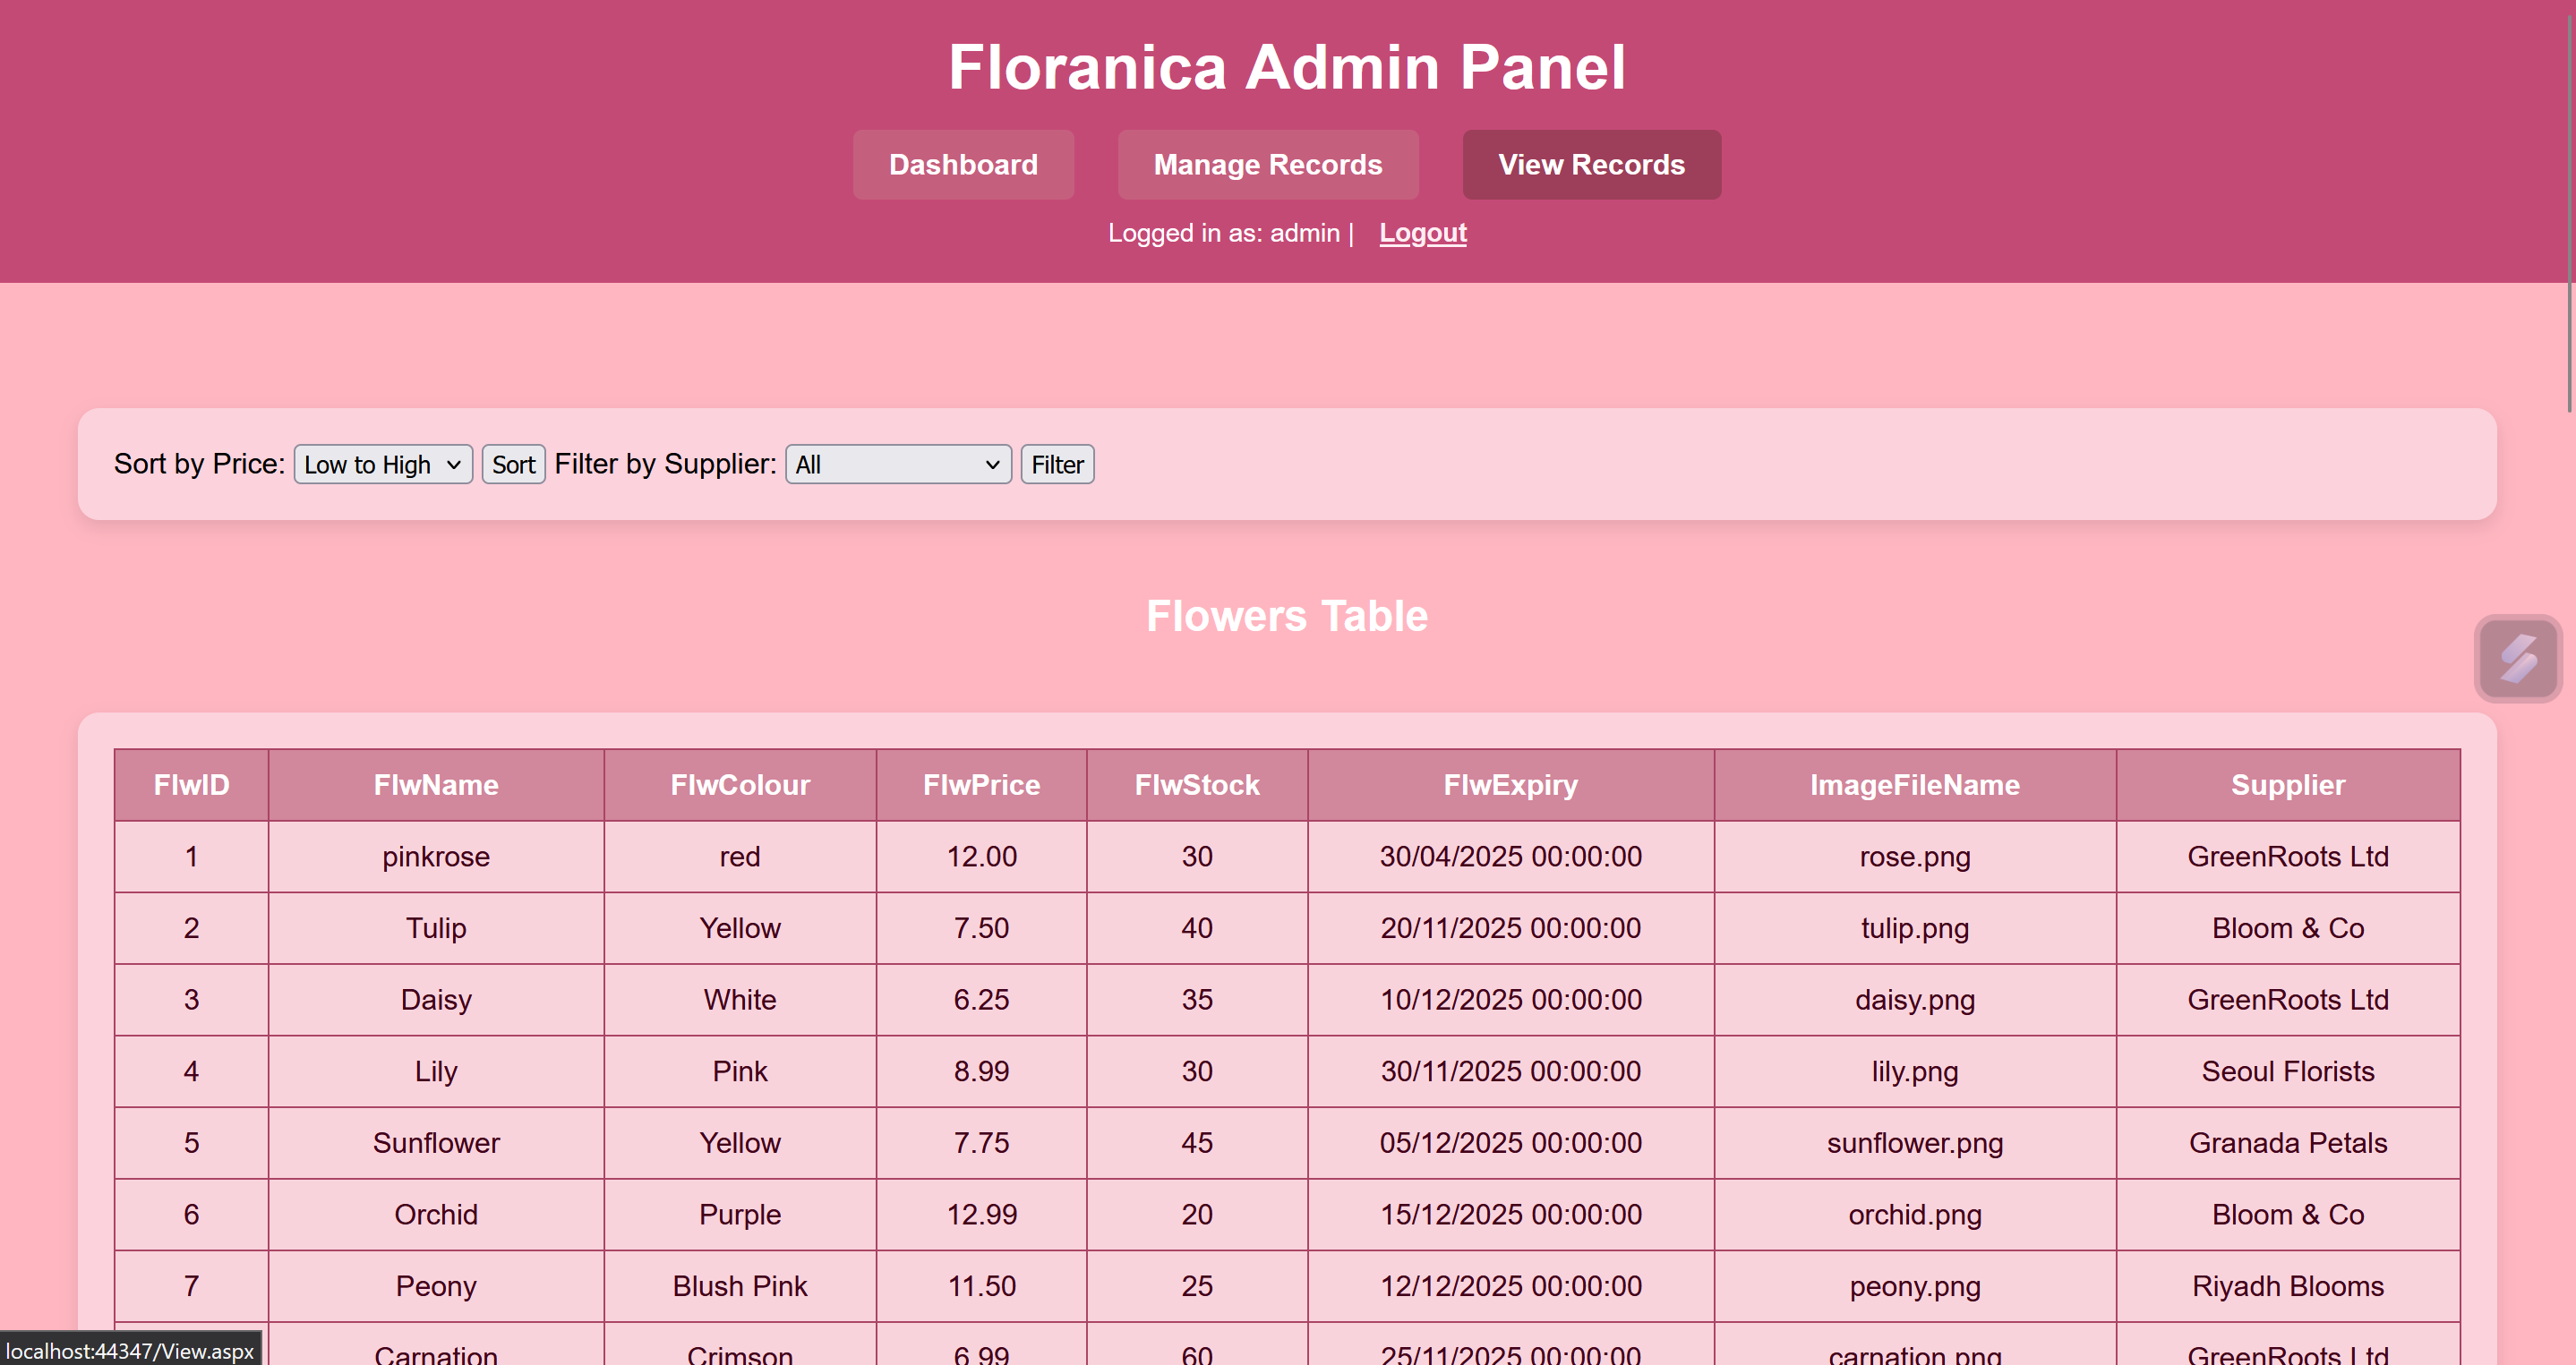 Floranica Admin Panel
Dashboard Manage Records View Records
Logged in as: admin | Logout
Sort by Price: Low to High Sort Filter by Supplier: All Filter
Flowers Table
FlwID FlwName FlwColour FlwPrice FlwStock FlwExpiry ImageFileName Supplier
1 pinkrose red 12.00 30 30/04/2025 00:00:00 rose.png GreenRoots Ltd
2 Tulip Yellow 7.50 40 20/11/2025 00:00:00 tulip.png Bloom & Co
3 Daisy White 6.25 35 10/12/2025 00:00:00 daisy.png GreenRoots Ltd
4 Lily Pink 8.99 30 30/11/2025 00:00:00 lily.png Seoul Florists
5 Sunflower Yellow 7.75 45 05/12/2025 00:00:00 sunflower.png Granada Petals
6 Orchid Purple 12.99 20 15/12/2025 00:00:00 orchid.png Bloom & Co
7 Peony Blush Pink 11.50 25 12/12/2025 00:00:00 peony.png Riyadh Blooms
Carnation Crimson 6.99 60 25/11/2025 00:00:00 carnation.png GreenRoots Ltd
localhost:44347/View.aspx